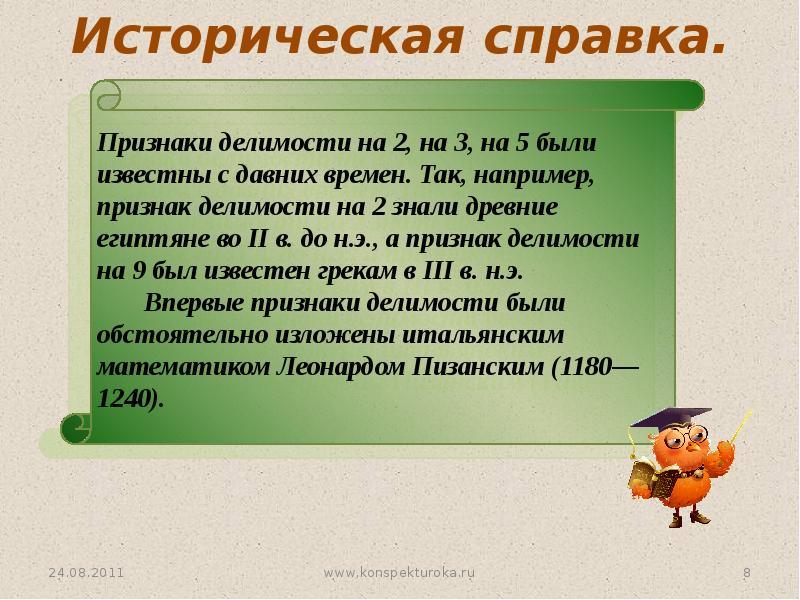 Историческая справка.
Признаки делимости на 2, на 3, на 5 были
известны с давних времен. Так, например,
признак делимости на 2 знали древние
египтяне во II в. до н.э., а признак делимости
на 9 был известен грекам в III в. н.э.
Впервые признаки делимости были
обстоятельно изложены итальянским
математиком Леонардом Пизанским (1180—
1240).
24.08.2011
www.konspekturoka.ru
8